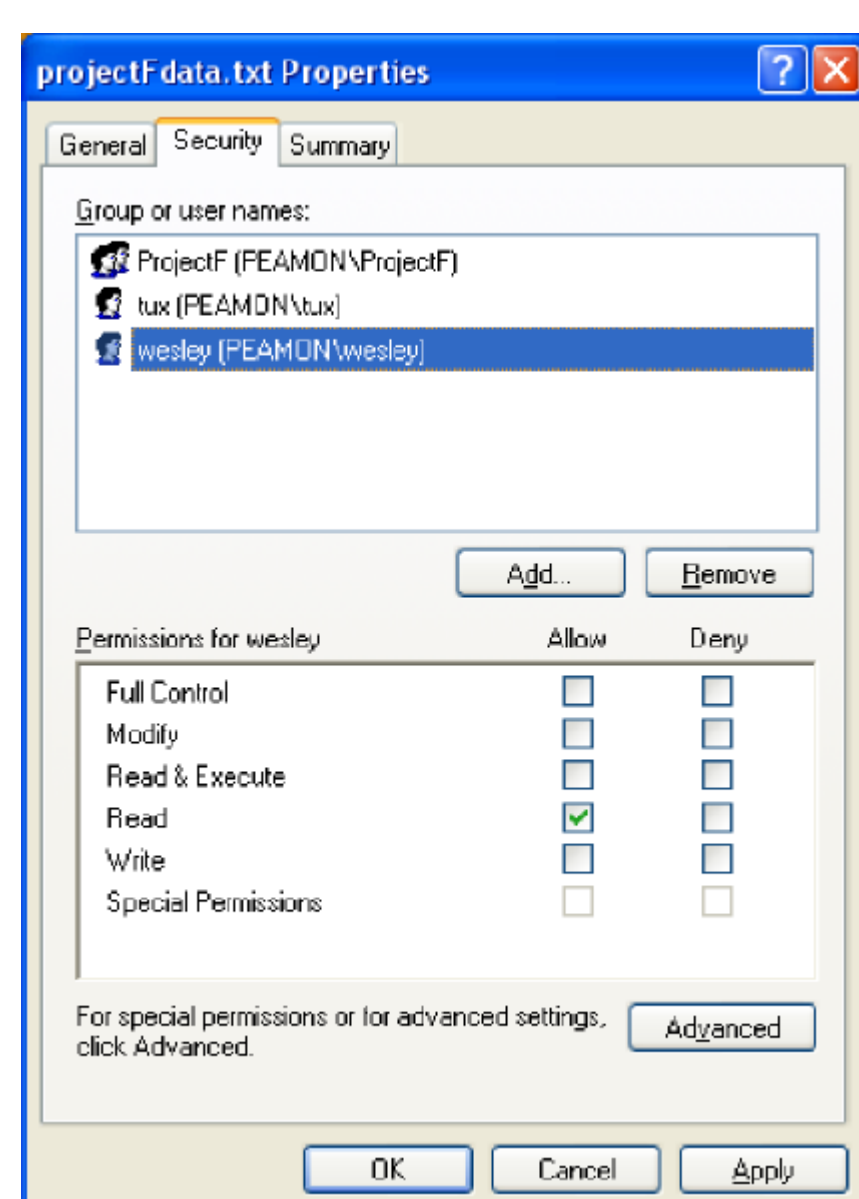 projectFdata.txt Properties
General Security Summary
Group or user names:
ProjectF (PEAMON\ProjectF)
tux (PEAMON\tux)
wesley (PEAMON\wesley)
Add... Remove
Permissions for wesley Allow Deny
Full Control
Modify
Read & Execute
Read
Write
Special Permissions
For special permissions or for advanced settings,
click Advanced.
Advanced
OK Cancel Apply